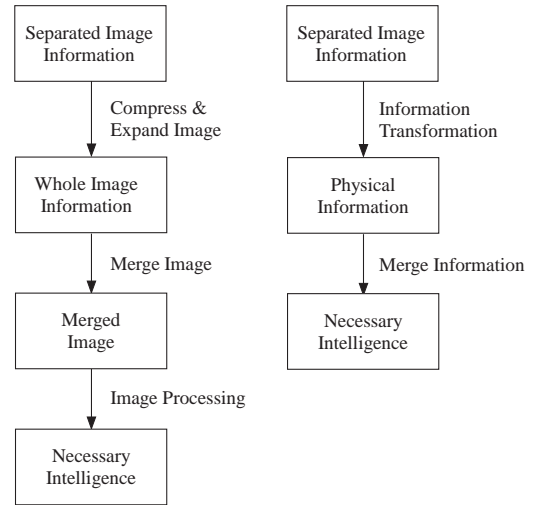 Separated Image
Information
Compress &
Expand Image
Whole Image
Information
Merge Image
Merged
Image
Image Processing
Necessary
Intelligence
Separated Image
Information
Information
Transformation
Physical
Information
Merge Information
Necessary
Intelligence